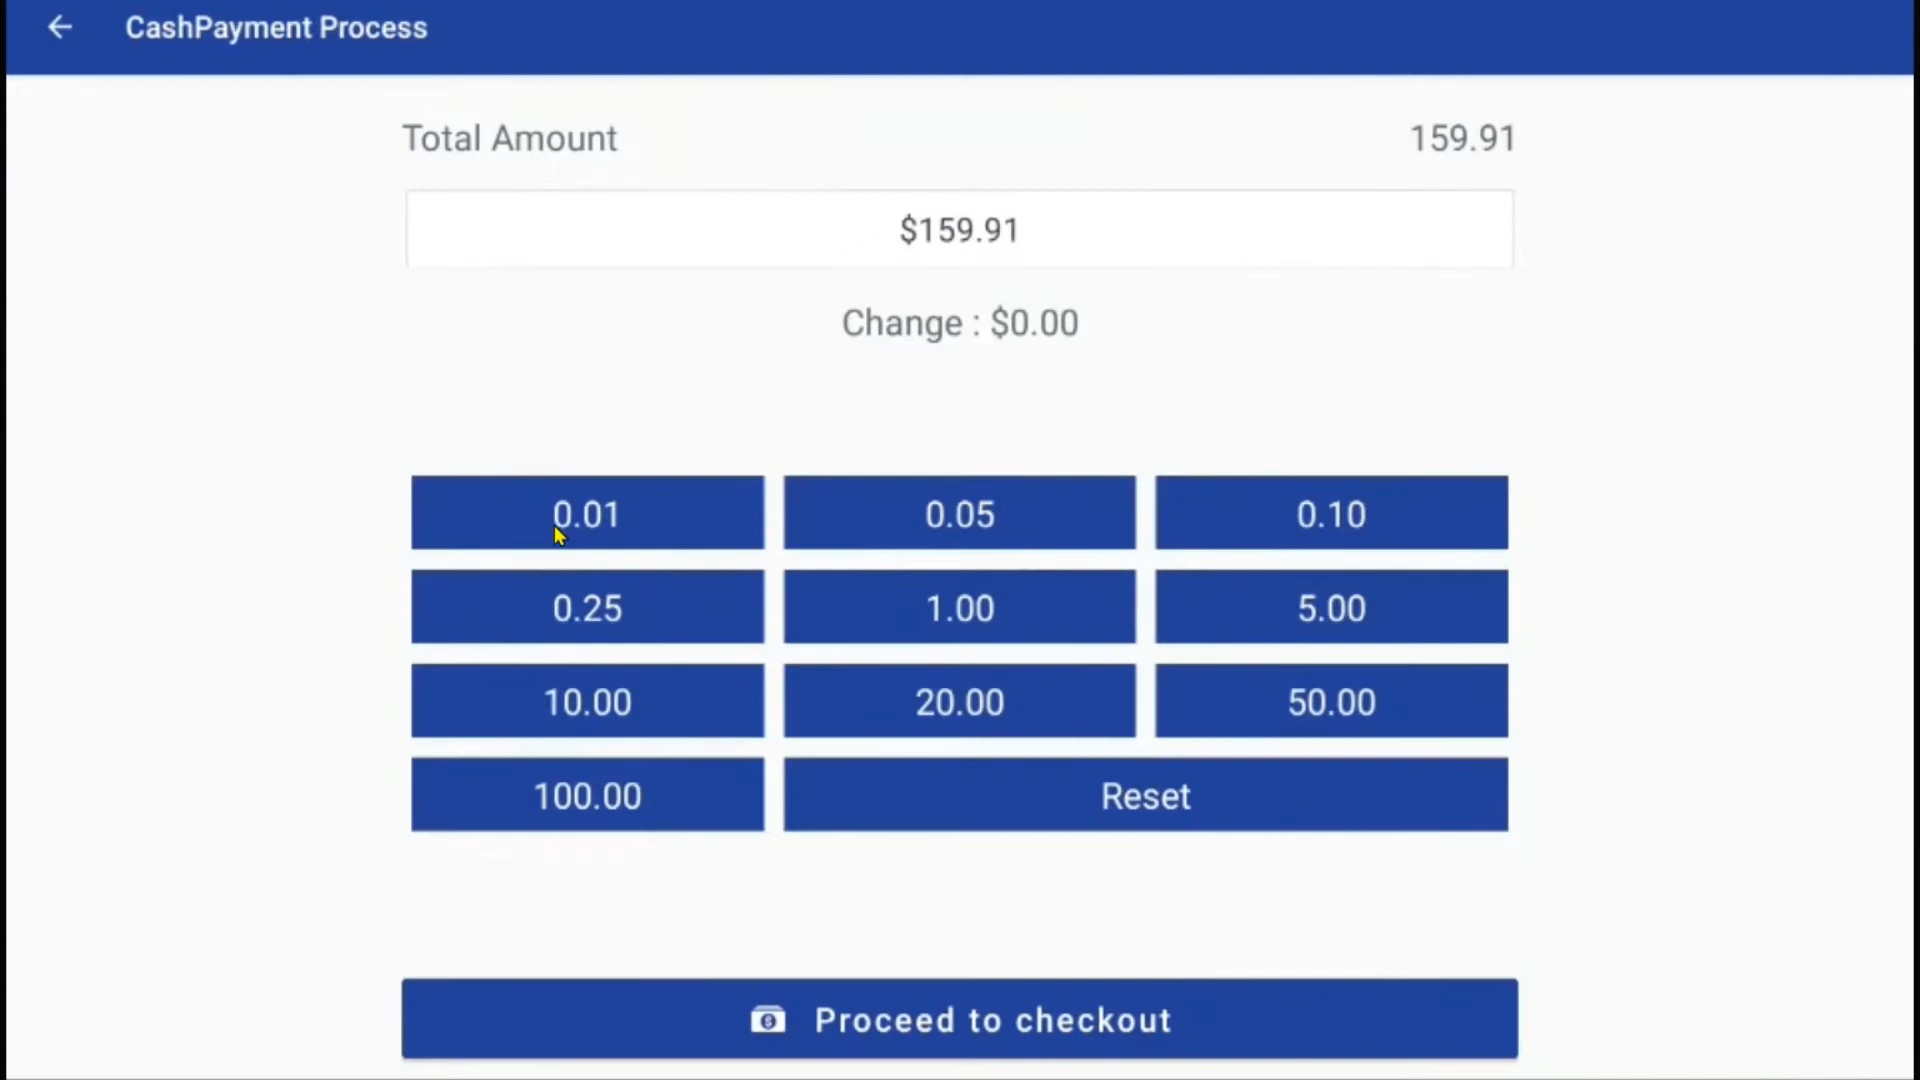 CashPayment Process
Total Amount 159.91
$159.91
Change : $0.00
0.01 0.05 0.10
0.25 1.00 5.00
10.00 20.00 50.00
100.00 Reset
Proceed to checkout